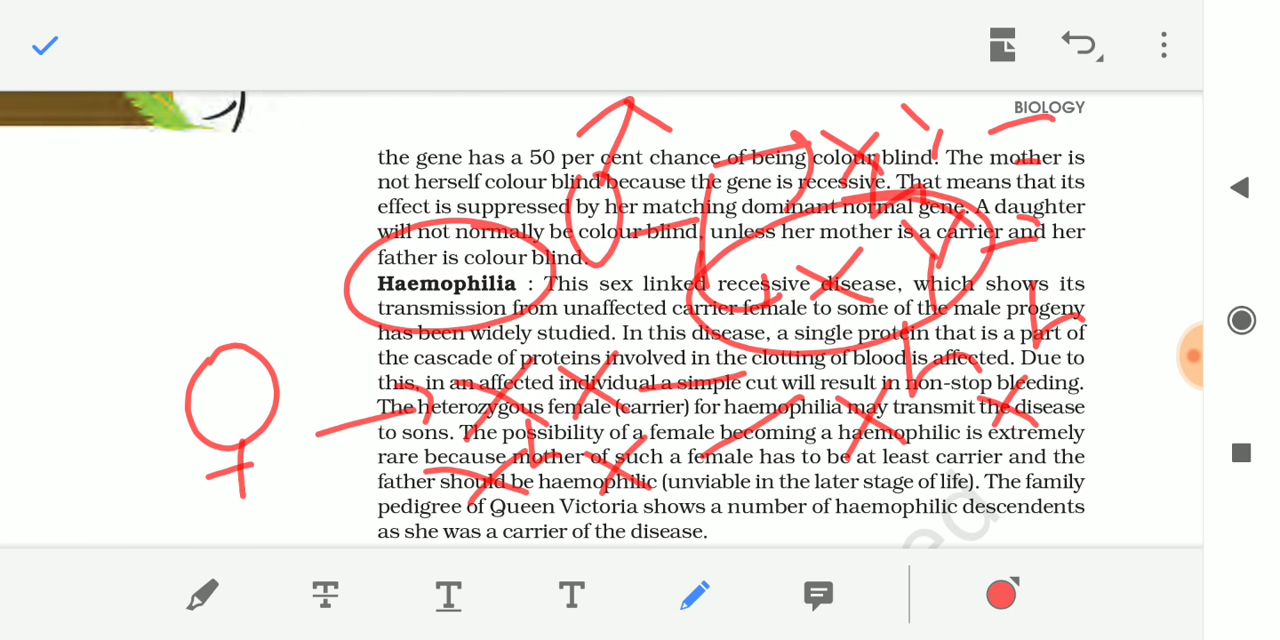 BIOLOGY
the gene has a 50 per cent chance of being colour blind. The mother is
not herself colour blind because the gene is recessive. That means that its
effect is suppressed by her matching dominant normal gene. A daughter
will not normally be colour blind, unless her mother is a carrier and her
father is colour blind.
Haemophilia : This sex linked recessive disease, which shows its
transmission from unaffected carrier female to some of the male progeny
has been widely studied. In this disease, a single protein that is a part of
the cascade of proteins involved in the clotting of blood is affected. Due to
this, in an affected individual a simple cut will result in non-stop bleeding.
The heterozygous female (carrier) for haemophilia may transmit the disease
to sons. The possibility of a female becoming a haemophilic is extremely
rare because mother of such a female has to be at least carrier and the
father should be haemophilic (unviable in the later stage of life). The family
pedigree of Queen Victoria shows a number of haemophilic descendents
as she was a carrier of the disease.